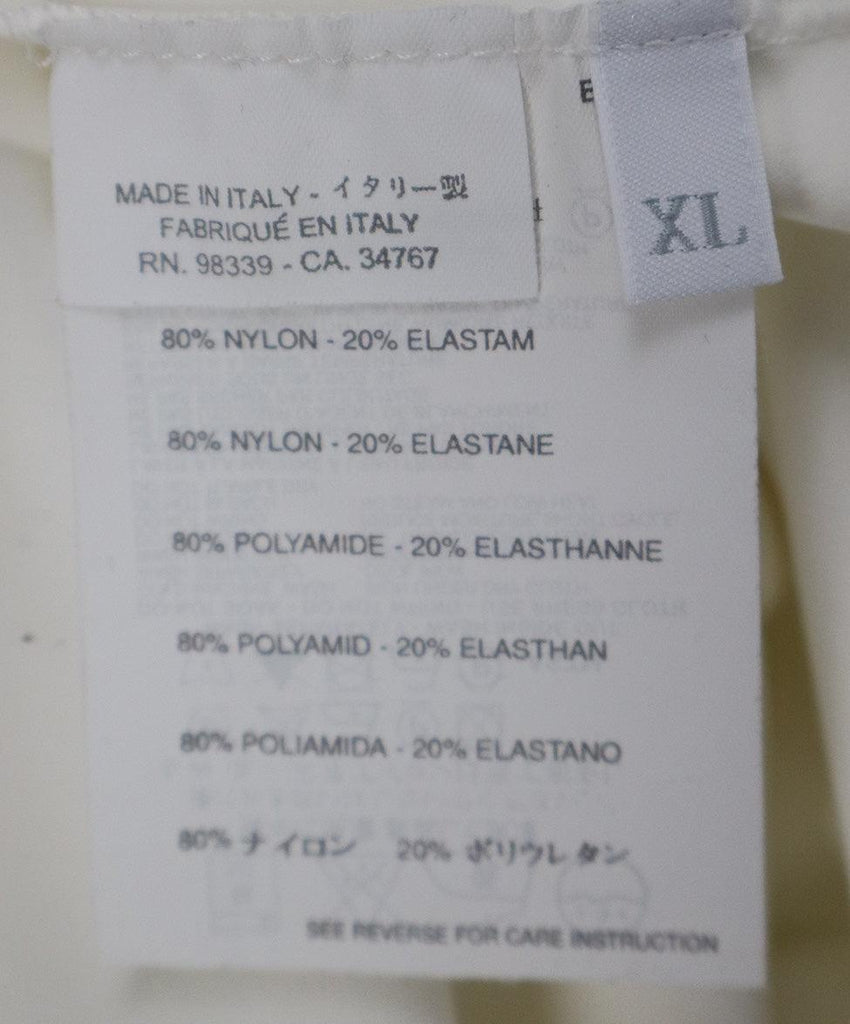 MADE IN ITALY - イタリー製
FABRIQUÉ EN ITALY
RN. 98339 - CA. 34767
XL
80% NYLON - 20% ELASTAM
80% NYLON - 20% ELASTANE
80% POLYAMIDE - 20% ELASTHANNE
80% POLYAMID - 20% ELASTHAN
80% POLIAMIDA - 20% ELASTANO
80% ナイロン 20% ポリウレタン
SEE REVERSE FOR CARE INSTRUCTION